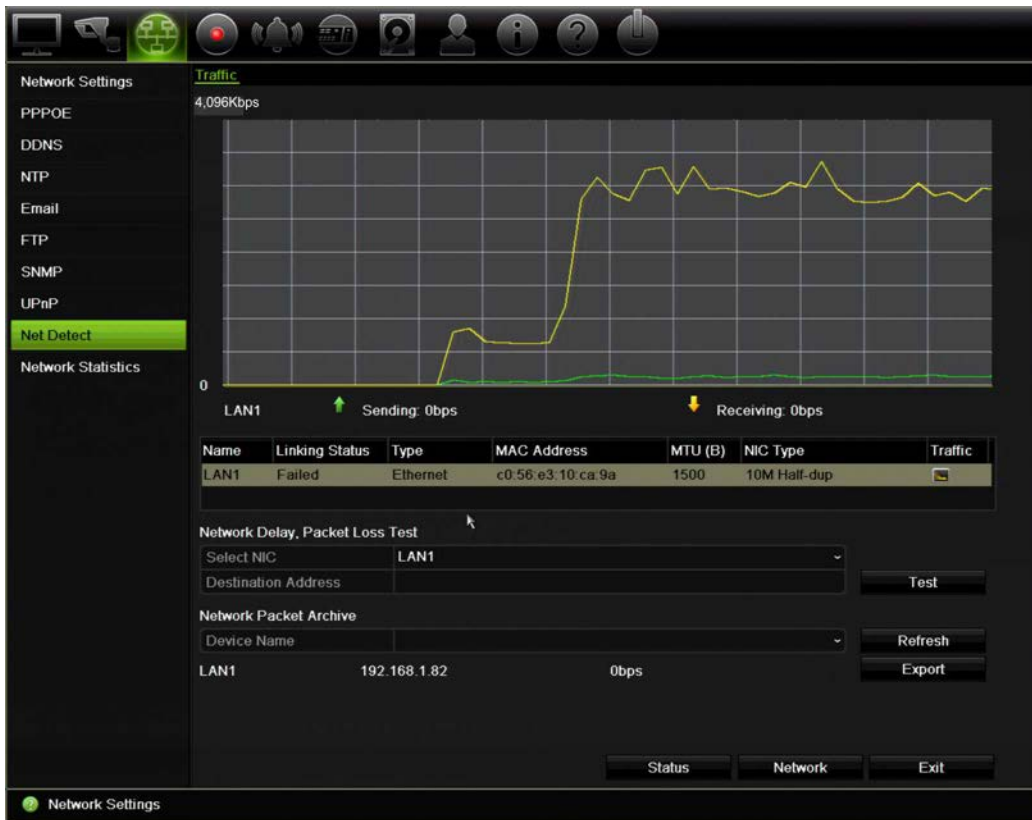 Network Settings
PPPOE
DDNS
NTP
Email
FTP
SNMP
UPnP
Net Detect
Network Statistics
Traffic
4,096Kbps
0
LAN1 Sending: 0bps Receiving: 0bps
Name Linking Status Type MAC Address MTU (B) NIC Type Traffic
LAN1 Failed Ethernet c0:56:e3:10:ca:9a 1500 10M Half-dup
Network Delay, Packet Loss Test
Select NIC LAN1
Destination Address Test
Network Packet Archive
Device Name Refresh
LAN1 192.168.1.82 0bps Export
Status Network Exit
Network Settings